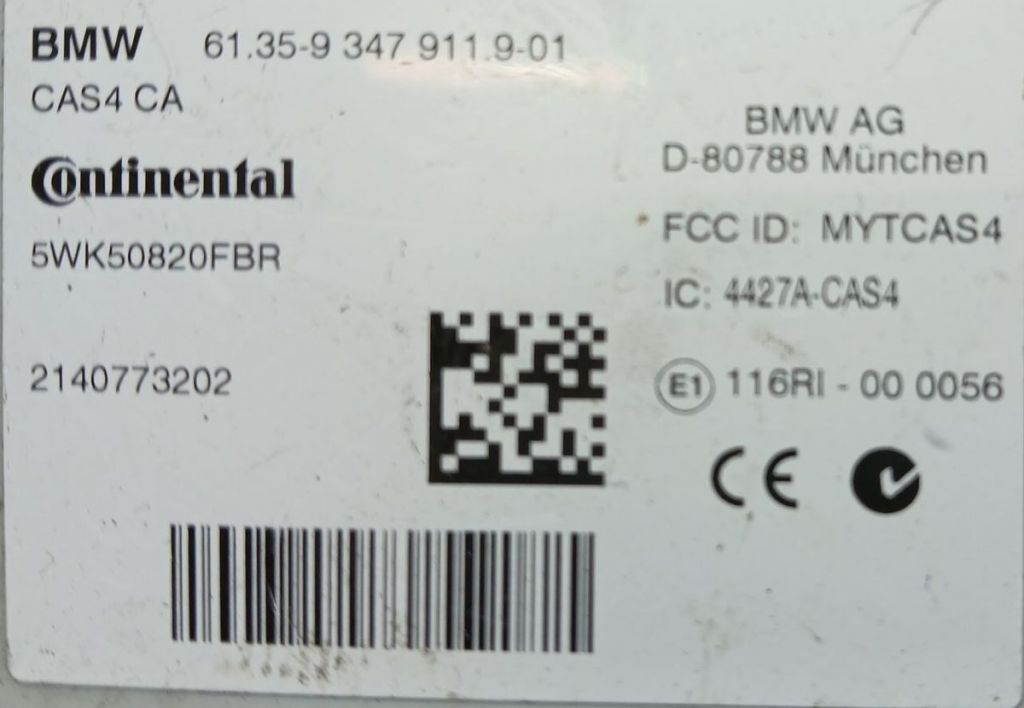 BMW 61.35-9 347 911.9-01
CAS4 CA
Continental
5WK50820FBR
2140773202
BMW AG
D-80788 München
FCC ID: MYTCAS4
IC: 4427A-CAS4
E1 116RI - 00 0056
CE